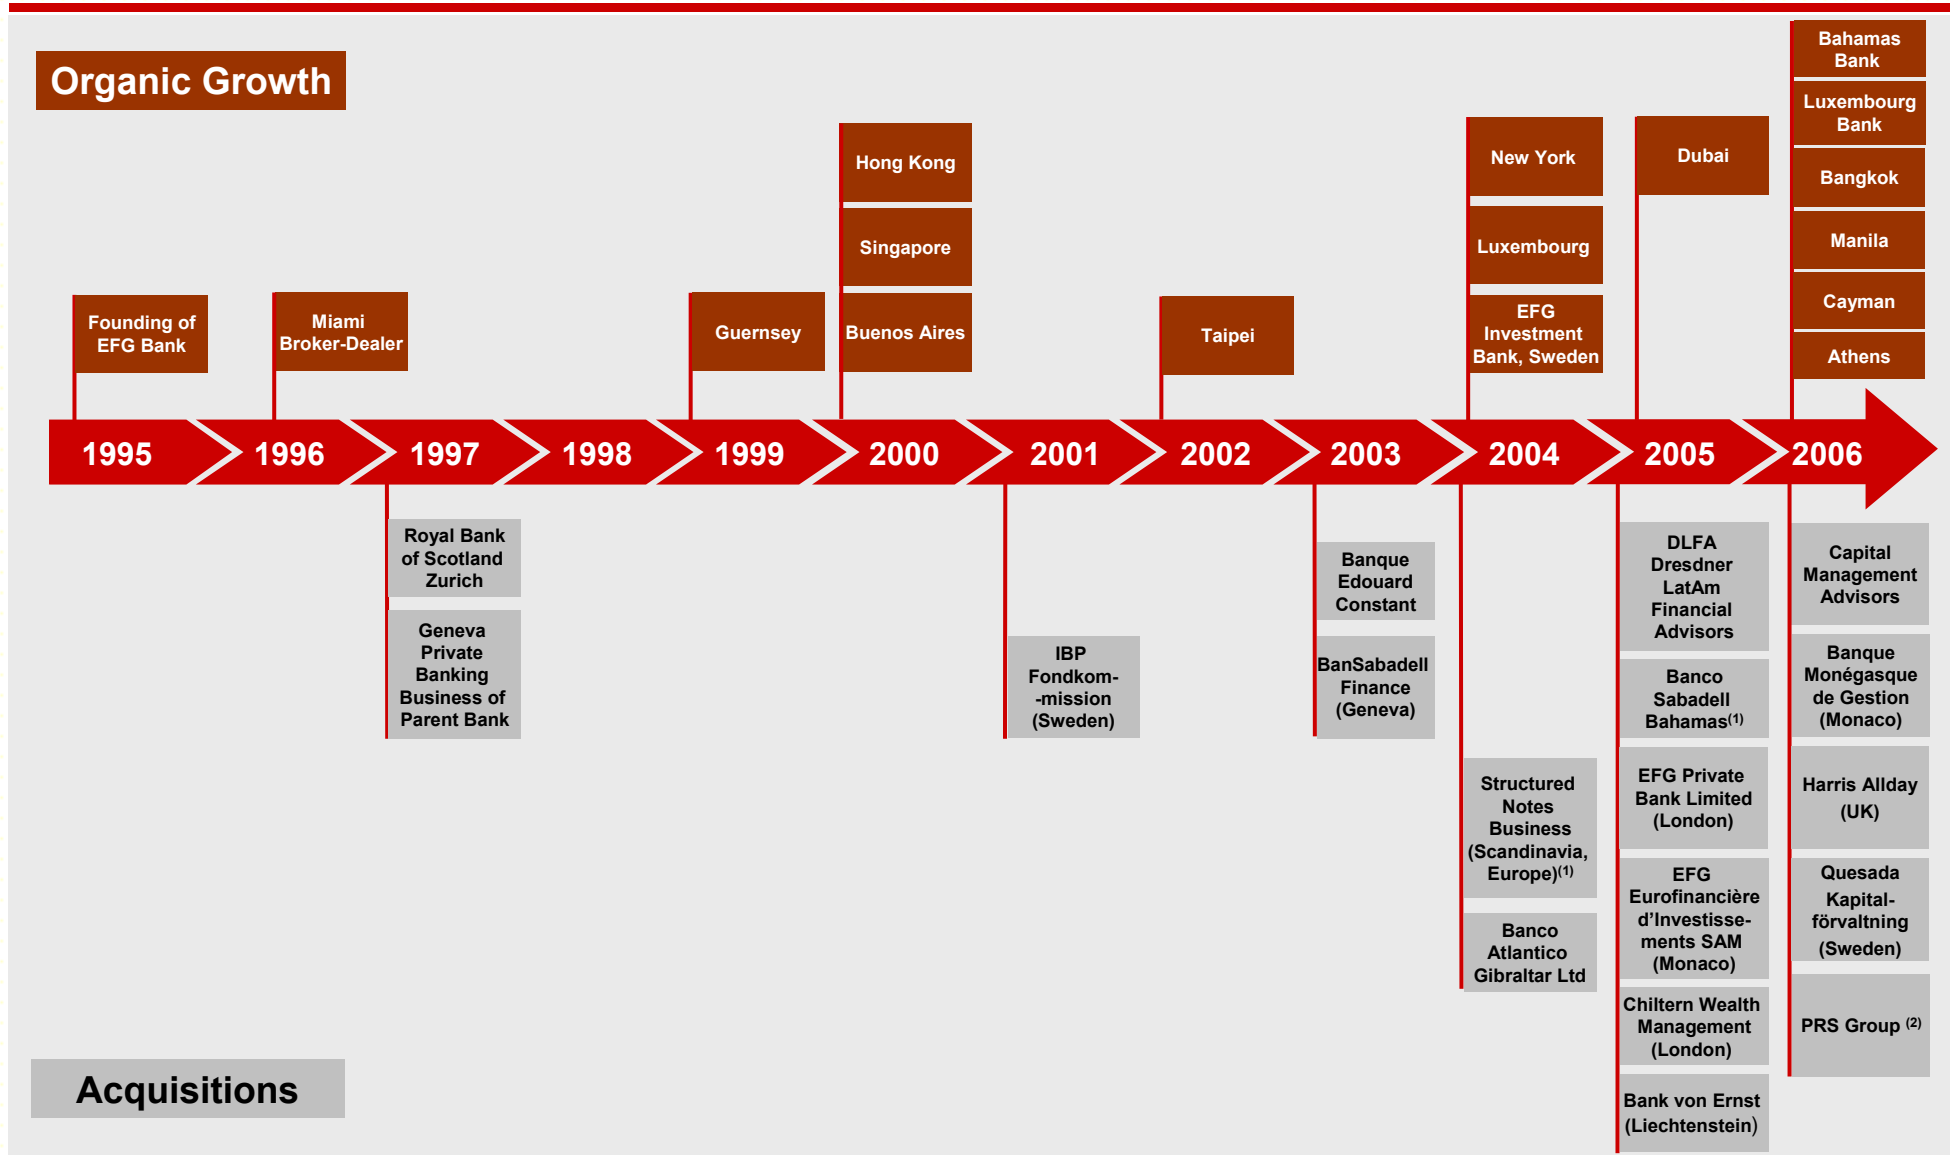 Organic Growth
Founding of
EFG Bank
Miami
Broker-Dealer
Guernsey
Hong Kong
Singapore
Buenos Aires
Taipei
New York
Luxembourg
EFG
Investment
Bank, Sweden
Dubai
Bahamas
Bank
Luxembourg
Bank
Bangkok
Manila
Cayman
Athens
1995
1996
1997
1998
1999
2000
2001
2002
2003
2004
2005
2006
Royal Bank
of Scotland
Zurich
Geneva
Private
Banking
Business of
Parent Bank
IBP
Fondkom-
-mission
(Sweden)
Banque
Edouard
Constant
BanSabadell
Finance
(Geneva)
Structured
Notes
Business
(Scandinavia,
Europe)(1)
Banco
Atlantico
Gibraltar Ltd
DLFA
Dresdner
LatAm
Financial
Advisors
Banco
Sabadell
Bahamas(1)
EFG Private
Bank Limited
(London)
EFG
Eurofinancière
d’Investisse-
ments SAM
(Monaco)
Chiltern Wealth
Management
(London)
Bank von Ernst
(Liechtenstein)
Capital
Management
Advisors
Banque
Monégasque
de Gestion
(Monaco)
Harris Allday
(UK)
Quesada
Kapital-
förvaltning
(Sweden)
PRS Group (2)
Acquisitions